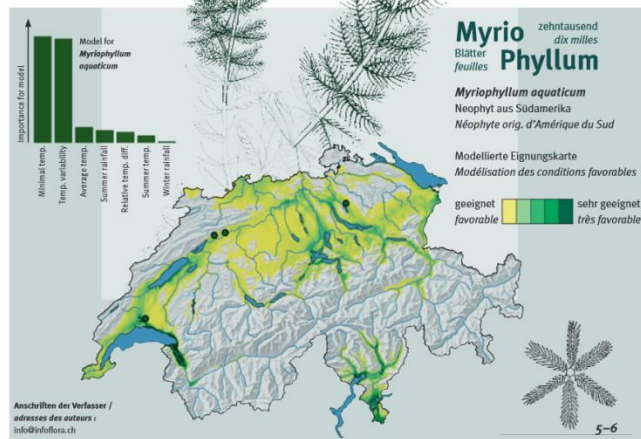 Model for
Myriophyllum
aquaticum
Importance for model
Minimal temp.
Temp. variability
Average temp.
Summer rainfall
Relative temp. diff.
Summer temp.
Winter rainfall
Myrio zehntausend
dix milles
Blätter
feuilles Phyllum
Myriophyllum aquaticum
Neophyt aus Südamerika
Néophyte orig. d'Amérique du Sud
Modellierte Eignungskarte
Modélisation des conditions favorables
geeignet sehr geeignet
favorable très favorable
Anschriften der Verfasser /
adresses des auteurs :
info@infoflora.ch
5–6